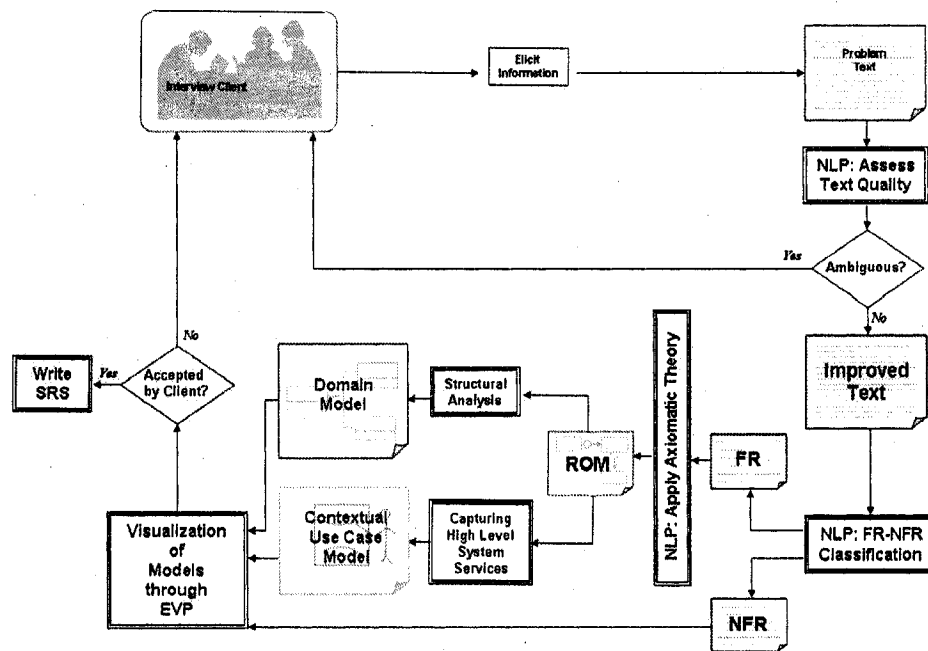 Interview Client
Elicit
Information
Problem
Text
NLP: Assess
Text Quality
Yes
Ambiguous?
No
Improved
Text
NLP: FR-NFR
Classification
FR
NFR
NLP: Apply Axiomatic Theory
ROM
Structural
Analysis
Domain
Model
Capturing
High Level
System
Services
Contextual
Use Case
Model
Visualization
of
Models
through
EVP
Accepted
by Client?
No
Yes
Write
SRS